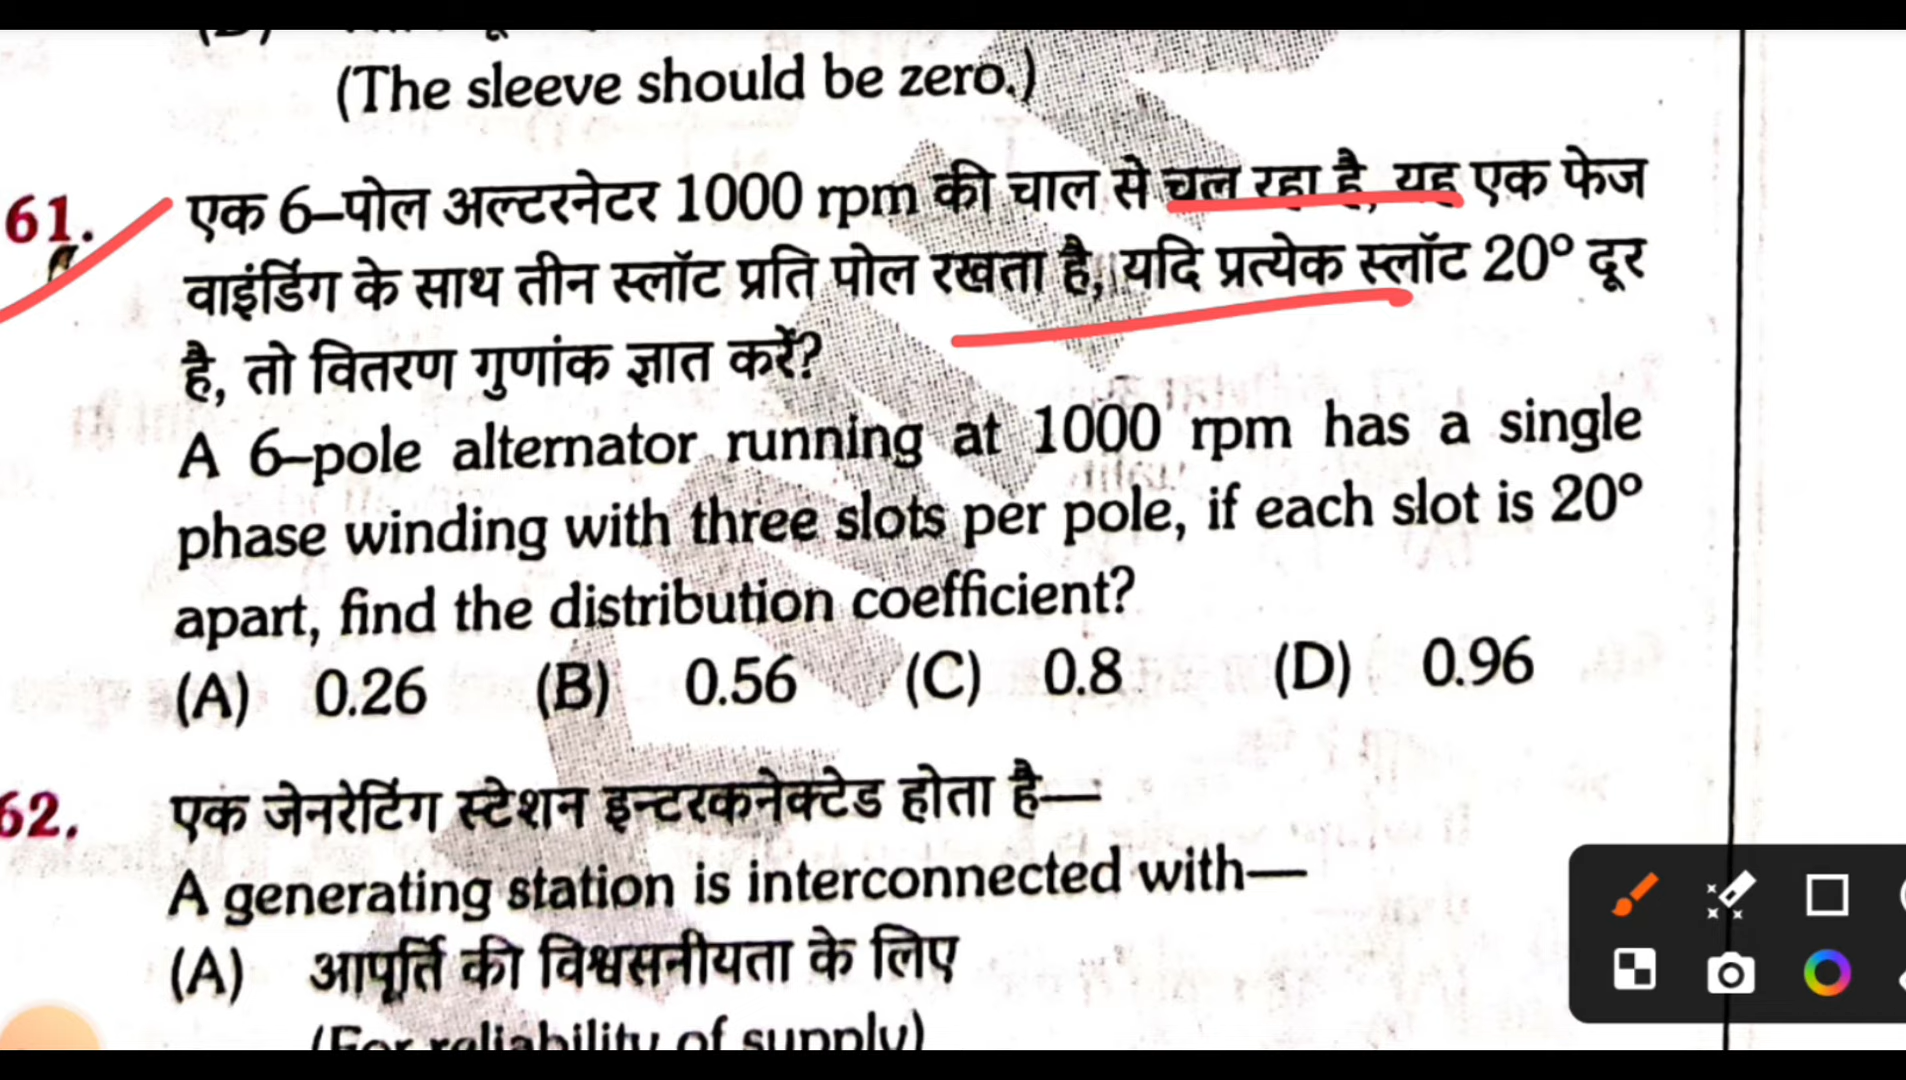 (The sleeve should be zero.)
61. एक 6–पोल अल्टरनेटर 1000 rpm की चाल से चल रहा है, यह एक फेज
वाइंडिंग के साथ तीन स्लॉट प्रति पोल रखता है, यदि प्रत्येक स्लॉट 20° दूर
है, तो वितरण गुणांक ज्ञात करें?
A 6–pole alternator running at 1000 rpm has a single
phase winding with three slots per pole, if each slot is 20°
apart, find the distribution coefficient?
(A) 0.26 (B) 0.56 (C) 0.8 (D) 0.96
62. एक जेनरेटिंग स्टेशन इन्टरकनेक्टेड होता है—
A generating station is interconnected with—
(A) आपूर्ति की विश्वसनीयता के लिए
(For reliability of supply)